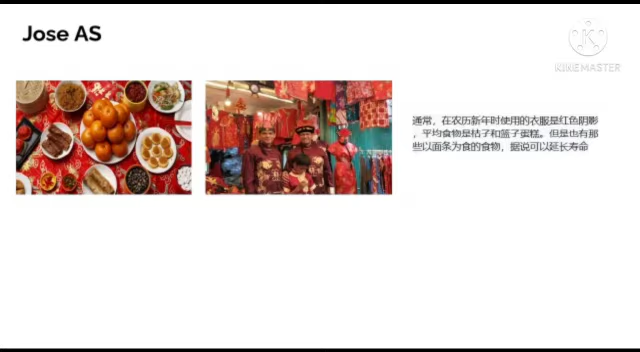 Jose AS
KINEMASTER
通常，在农历新年时使用的衣服是红色阴影
，平均食物是桔子和篮子蛋糕。但是也有那
些以面条为食的食物，据说可以延长寿命